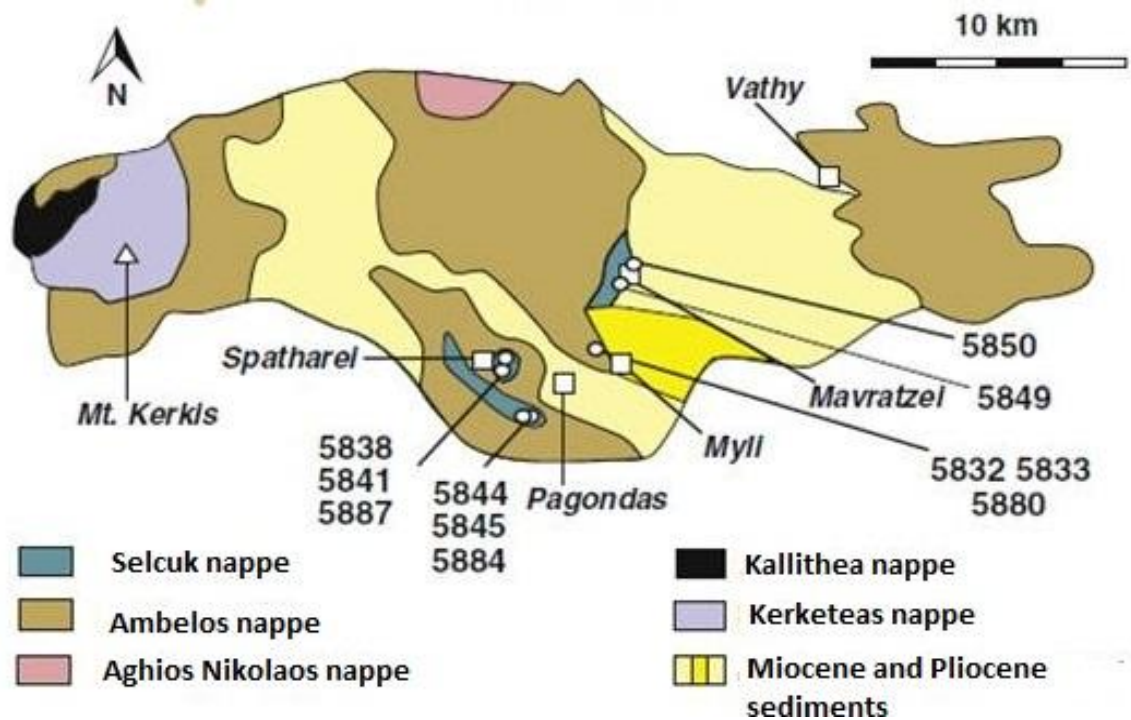 10 km
N
Vathy
5850
Spatharei
Mavratzei
5849
Mt. Kerkis
Myli
5838
5841
5887
5844
5845
5884
Pagondas
5832 5833
5880
Selcuk nappe
Ambelos nappe
Aghios Nikolaos nappe
Kallithea nappe
Kerketeas nappe
Miocene and Pliocene
sediments